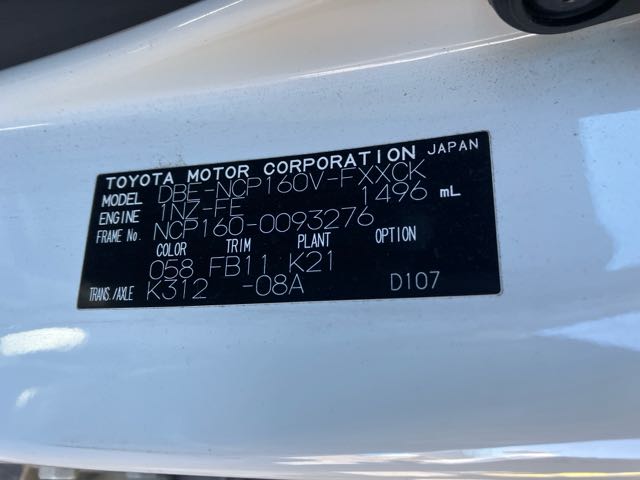 TOYOTA MOTOR CORPORATION JAPAN
MODEL DBE-NCP160V-FXXCK
ENGINE 1NZ-FE 1496 mL
FRAME No. NCP160-0093276
COLOR TRIM PLANT OPTION
058 FB11 K21
TRANS./AXLE K312 -08A D107